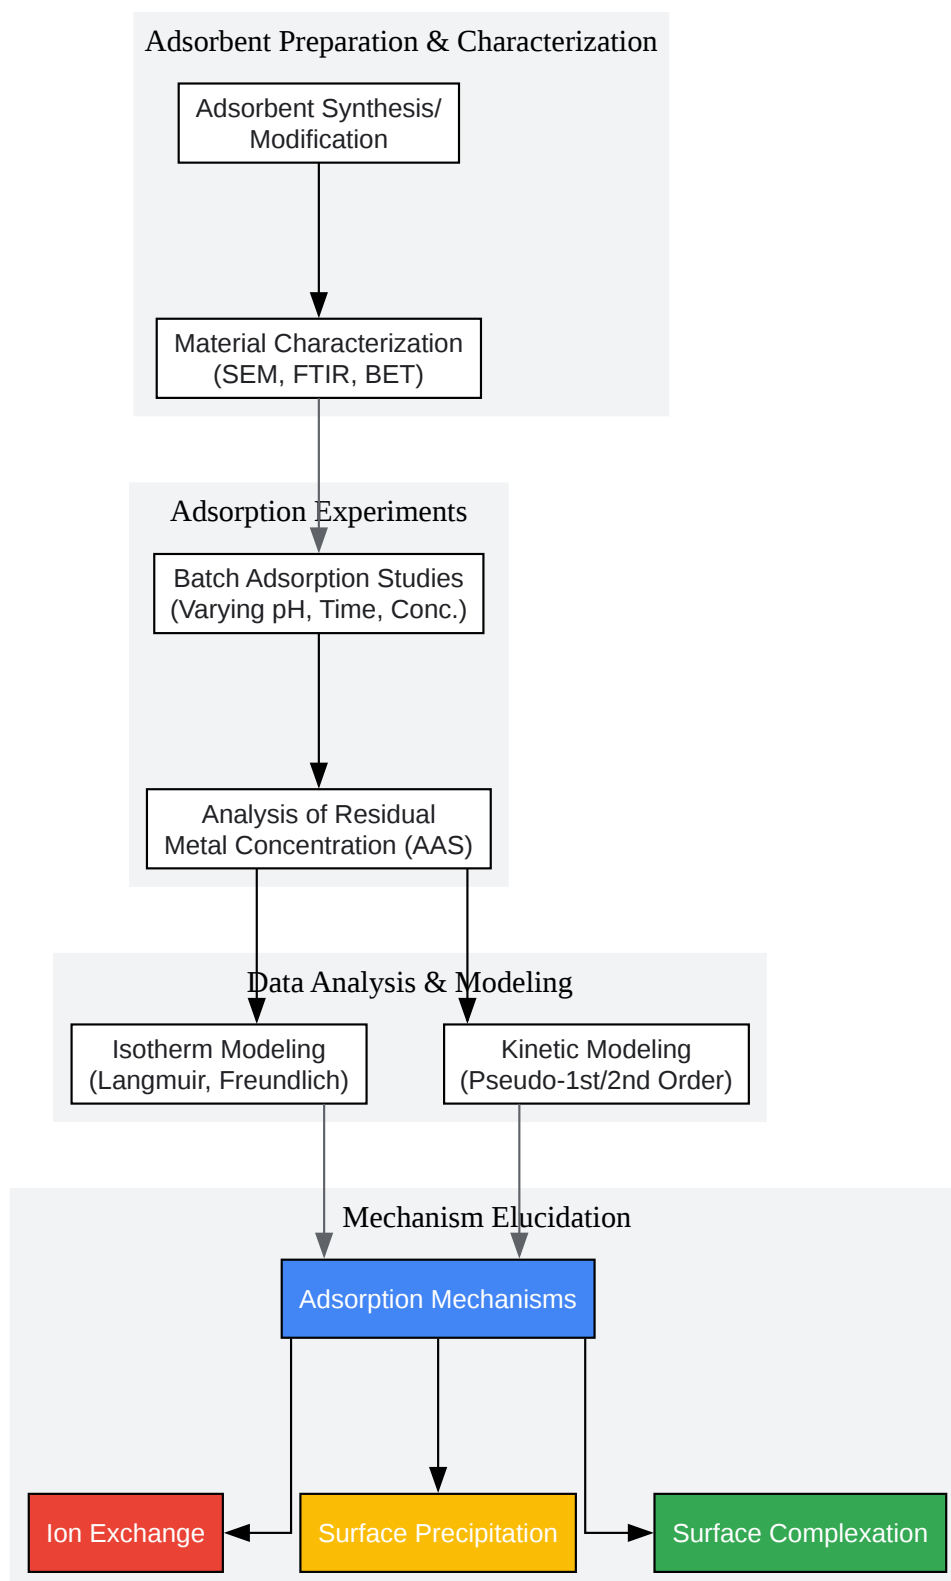 Adsorbent Preparation & Characterization
Adsorbent Synthesis/
Modification
Material Characterization
(SEM, FTIR, BET)
Adsorption Experiments
Batch Adsorption Studies
(Varying pH, Time, Conc.)
Analysis of Residual
Metal Concentration (AAS)
Data Analysis & Modeling
Isotherm Modeling
(Langmuir, Freundlich)
Kinetic Modeling
(Pseudo-1st/2nd Order)
Mechanism Elucidation
Adsorption Mechanisms
Ion Exchange
Surface Precipitation
Surface Complexation